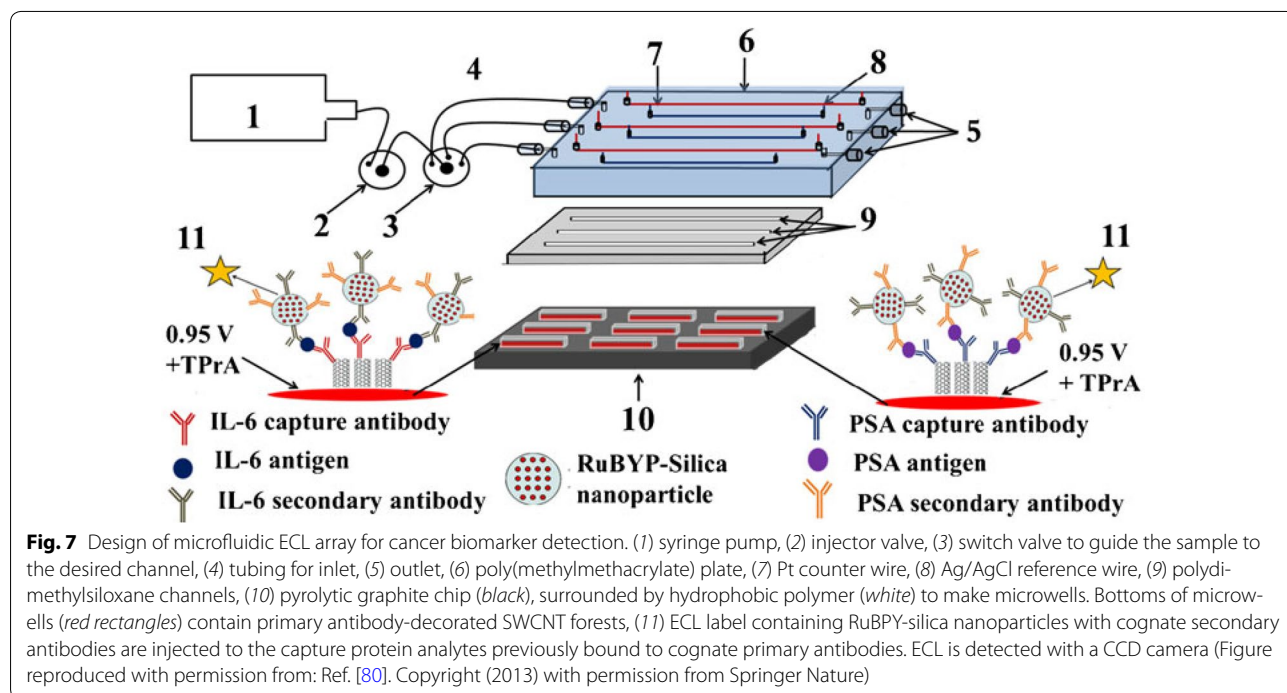 7
6
8
4
1
5
2
3
9
11
11
0.95 V
+TPrA
0.95 V
+ TPrA
10
IL-6 capture antibody
IL-6 antigen
IL-6 secondary antibody
RuBYP-Silica
nanoparticle
PSA capture antibody
PSA antigen
PSA secondary antibody
Fig. 7 Design of microfluidic ECL array for cancer biomarker detection. (1) syringe pump, (2) injector valve, (3) switch valve to guide the sample to
the desired channel, (4) tubing for inlet, (5) outlet, (6) poly(methylmethacrylate) plate, (7) Pt counter wire, (8) Ag/AgCl reference wire, (9) polydi-
methylsiloxane channels, (10) pyrolytic graphite chip (black), surrounded by hydrophobic polymer (white) to make microwells. Bottoms of microw-
ells (red rectangles) contain primary antibody-decorated SWCNT forests, (11) ECL label containing RuBPY-silica nanoparticles with cognate secondary
antibodies are injected to the capture protein analytes previously bound to cognate primary antibodies. ECL is detected with a CCD camera (Figure
reproduced with permission from: Ref. [80]. Copyright (2013) with permission from Springer Nature)